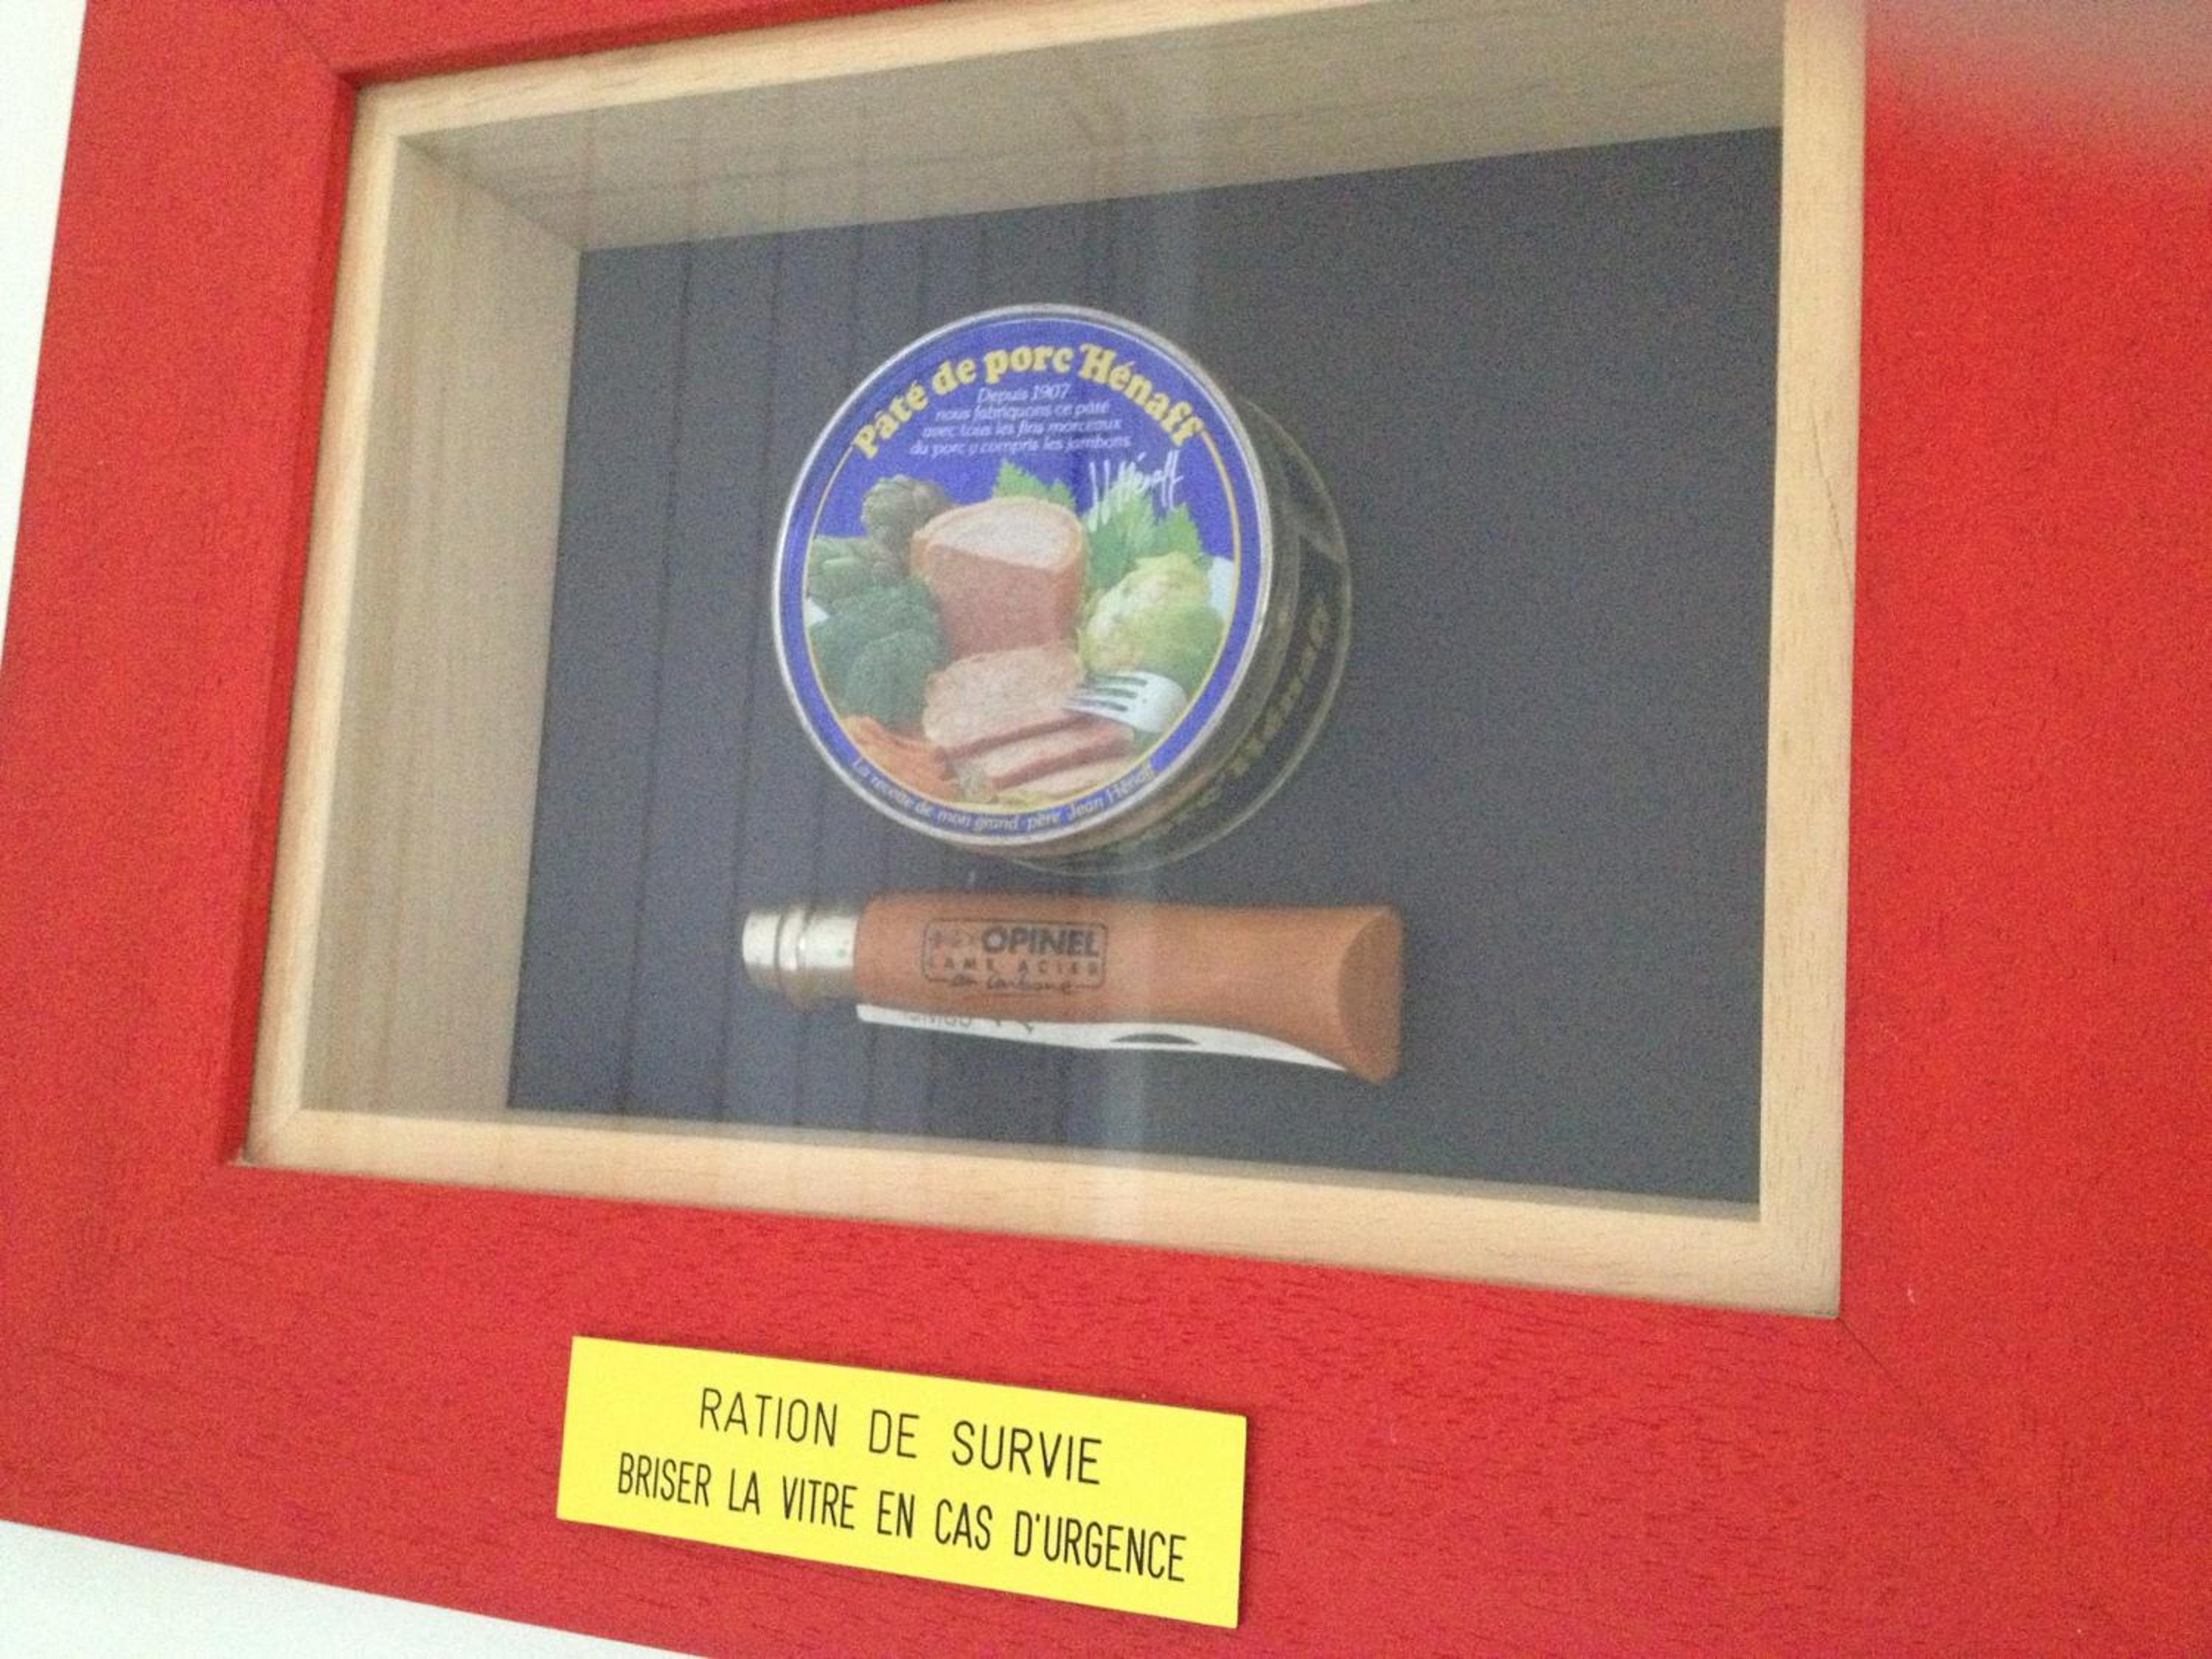 Pâté de porc Hénaff
Depuis 1907
nous fabriquons ce pâté
avec tous les fins morceaux
du porc y compris les jambons
Hénaff
La recette de mon grand-père Jean Hénaff
Hénaff
OPINEL
LAME ACIER
au carbone
RATION DE SURVIE
BRISER LA VITRE EN CAS D'URGENCE